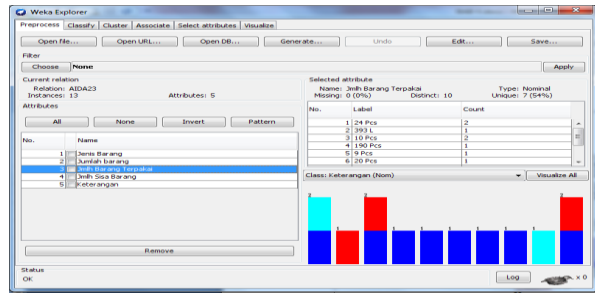 Weka Explorer
Preprocess Classify Cluster Associate Select attributes Visualize
Open file... Open URL... Open DB... Generate... Undo Edit... Save...
Filter
Choose None Apply
Current relation
Relation: AIDA23
Instances: 13 Attributes: 5
Attributes
All None Invert Pattern
No. Name
1 Jenis Barang
2 Jumlah barang
3 Jmlh Barang Terpakai
4 Jmlh Sisa Barang
5 Keterangan
Remove
Selected attribute
Name: Jmlh Barang Terpakai Type: Nominal
Missing: 0 (0%) Distinct: 10 Unique: 7 (54%)
No. Label Count
1 24 Pcs 2
2 393 L 1
3 10 Pcs 2
4 190 Pcs 1
5 9 Pcs 1
6 20 Pcs 1
Class: Keterangan (Nom) Visualize All
2 1 2 1 1 1 1 1 1 2
Status
OK Log x 0